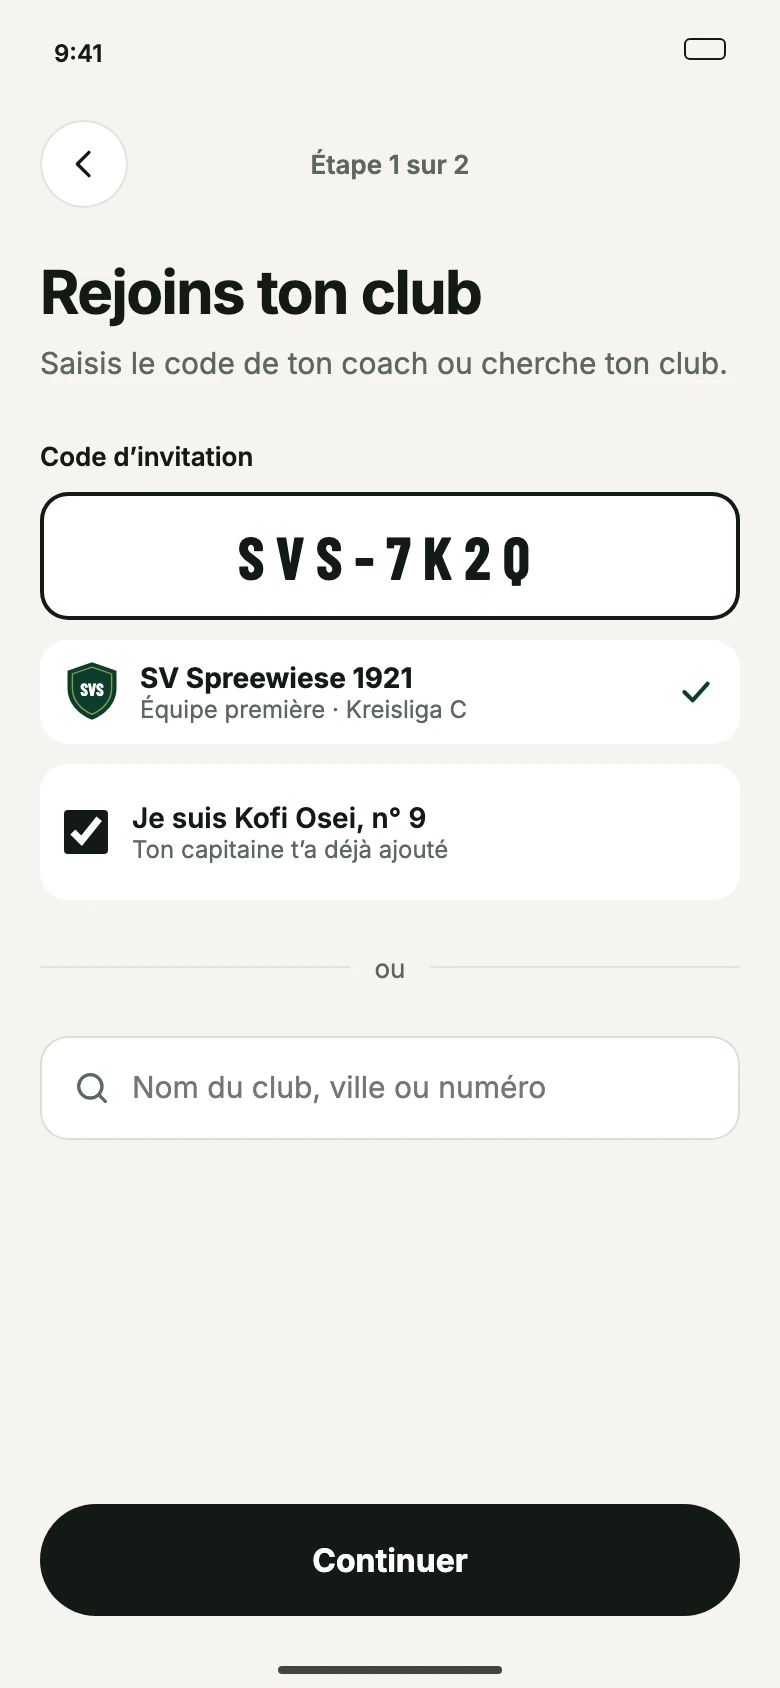 9:41
Étape 1 sur 2
Rejoins ton club
Saisis le code de ton coach ou cherche ton club.
Code d’invitation
SVS-7K2Q
SVS
SV Spreewiese 1921
Équipe première · Kreisliga C
Je suis Kofi Osei, n° 9
Ton capitaine t’a déjà ajouté
ou
Nom du club, ville ou numéro
Continuer